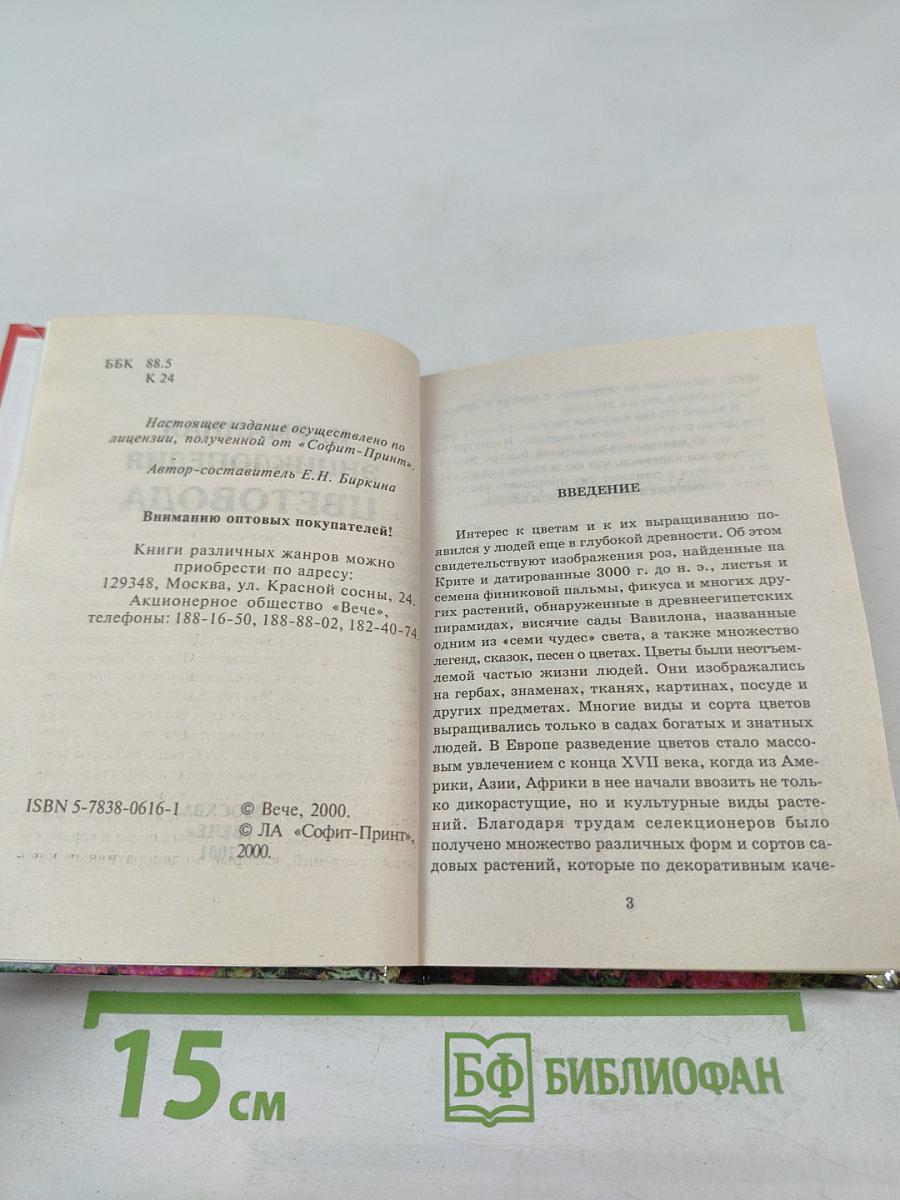 ББК 88.5
К 24
Настоящее издание осуществлено по
лицензии, полученной от «Софит-Принт».
Автор-составитель Е.Н. Биркина
Вниманию оптовых покупателей!
Книги различных жанров можно
приобрести по адресу:
129348, Москва, ул. Красной сосны, 24.
Акционерное общество «Вече»,
телефоны: 188-16-50, 188-88-02, 182-40-74.
ISBN 5-7838-0616-1
© Вече, 2000.
© ЛА «Софит-Принт»,
2000.
ВВЕДЕНИЕ
Интерес к цветам и к их выращиванию по-
явился у людей еще в глубокой древности. Об этом
свидетельствуют изображения роз, найденные на
Крите и датированные 3000 г. до н. э., листья и
семена финиковой пальмы, фикуса и многих дру-
гих растений, обнаруженные в древнеегипетских
пирамидах, висячие сады Вавилона, названные
одним из «семи чудес» света, а также множество
легенд, сказок, песен о цветах. Цветы были неотъем-
лемой частью жизни людей. Они изображались
на гербах, знаменах, тканях, картинах, посуде и
других предметах. Многие виды и сорта цветов
выращивались только в садах богатых и знатных
людей. В Европе разведение цветов стало массо-
вым увлечением с конца XVII века, когда из Аме-
рики, Азии, Африки в нее начали ввозить не толь-
ко дикорастущие, но и культурные виды расте-
ний. Благодаря трудам селекционеров было
получено множество различных форм и сортов са-
довых растений, которые по декоративным каче-
3
15 см
БФ БИБЛИОФАН